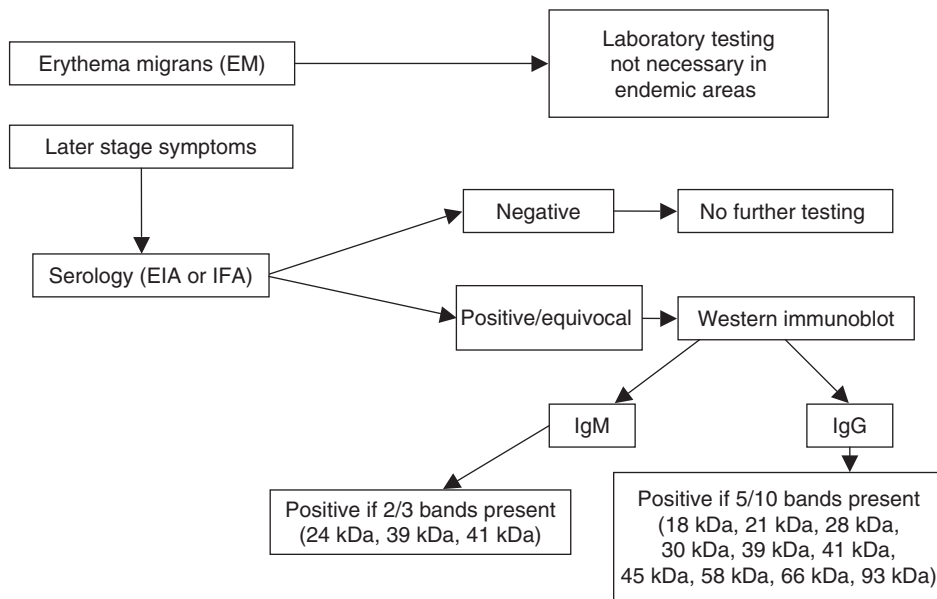 Erythema migrans (EM)
Laboratory testing
not necessary in
endemic areas
Later stage symptoms
Negative
No further testing
Serology (EIA or IFA)
Positive/equivocal
Western immunoblot
IgM
IgG
Positive if 2/3 bands present
(24 kDa, 39 kDa, 41 kDa)
Positive if 5/10 bands present
(18 kDa, 21 kDa, 28 kDa,
30 kDa, 39 kDa, 41 kDa,
45 kDa, 58 kDa, 66 kDa, 93 kDa)